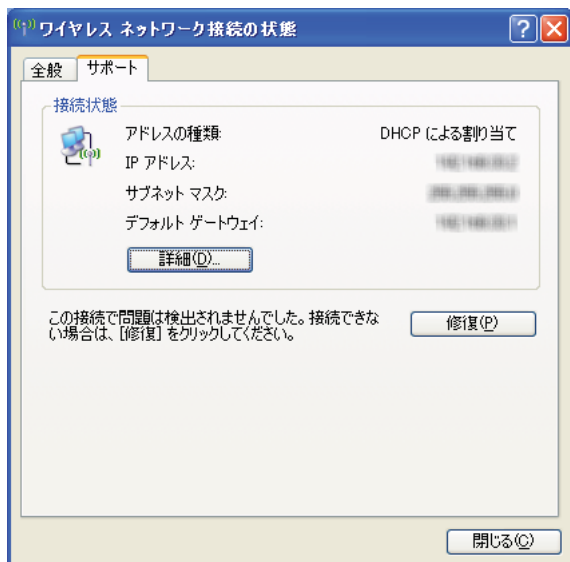 ワイヤレス ネットワーク接続の状態
全般 サポート
接続状態
アドレスの種類: DHCP による割り当て
IP アドレス:
サブネット マスク:
デフォルト ゲートウェイ:
詳細(D)...
この接続で問題は検出されませんでした。接続できな
い場合は、[修復] をクリックしてください。
修復(P)
閉じる(C)